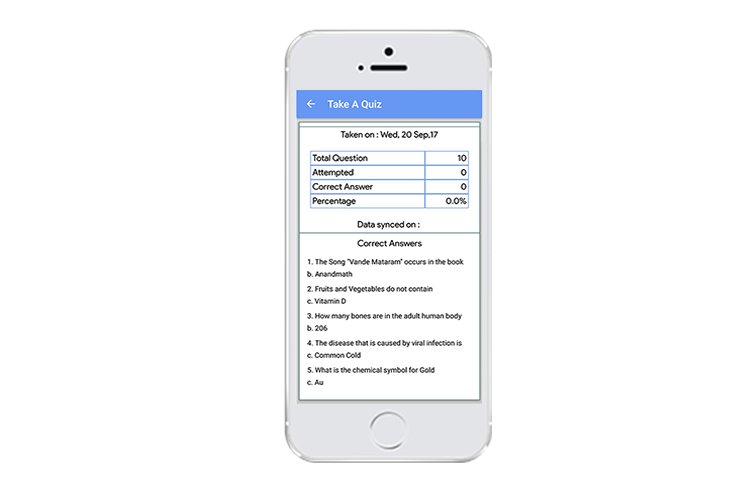 Take A Quiz
Taken on : Wed, 20 Sep,17
Total Question 10
Attempted 0
Correct Answer 0
Percentage 0.0%
Data synced on :
Correct Answers
1. The Song "Vande Mataram" occurs in the book
b. Anandmath
2. Fruits and Vegetables do not contain
c. Vitamin D
3. How many bones are in the adult human body
b. 206
4. The disease that is caused by viral infection is
c. Common Cold
5. What is the chemical symbol for Gold
c. Au